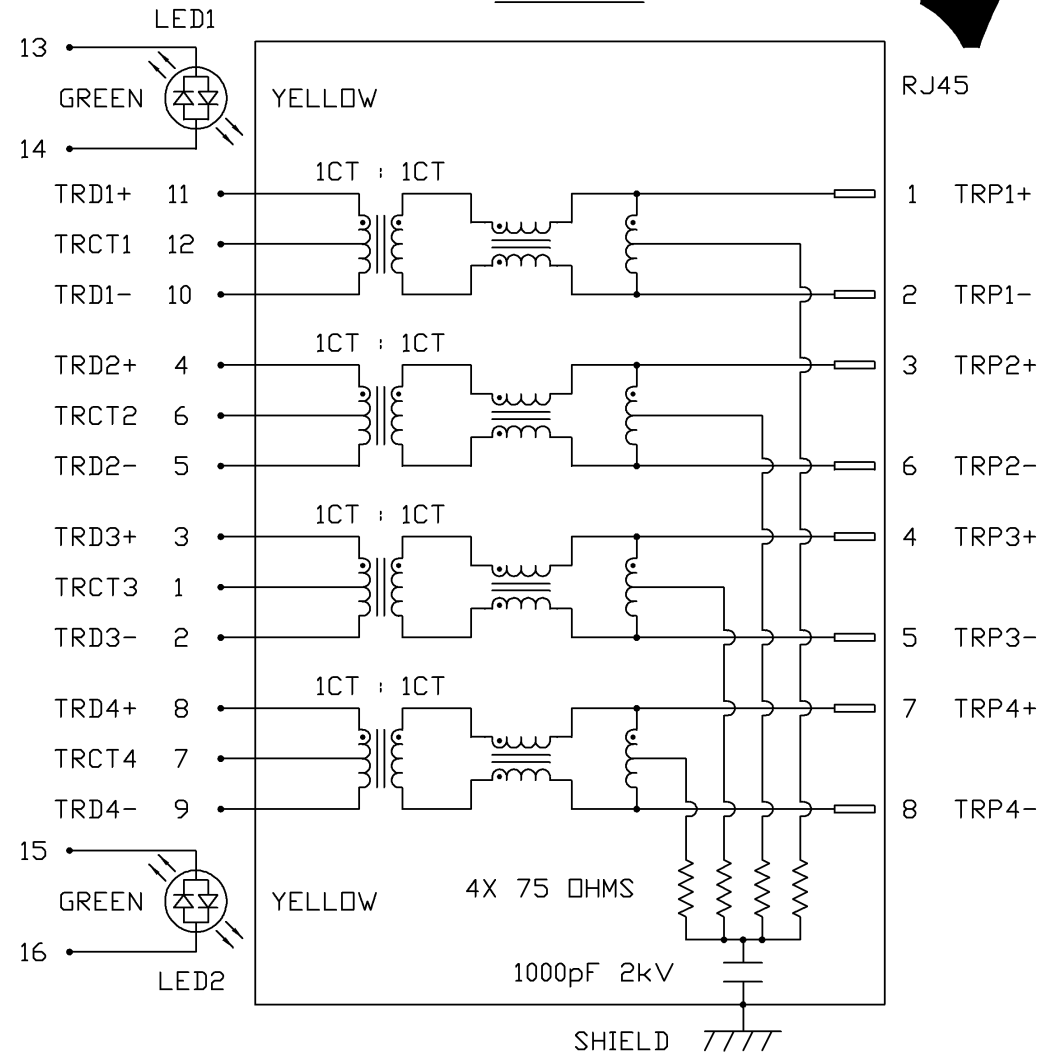 LED1
13
GREEN YELLOW
RJ45
14
1CT : 1CT
TRD1+ 11 1 TRP1+
TRCT1 12
TRD1- 10 2 TRP1-
1CT : 1CT
TRD2+ 4 3 TRP2+
TRCT2 6
TRD2- 5 6 TRP2-
1CT : 1CT
TRD3+ 3 4 TRP3+
TRCT3 1
TRD3- 2 5 TRP3-
1CT : 1CT
TRD4+ 8 7 TRP4+
TRCT4 7
TRD4- 9 8 TRP4-
15
4X 75 OHMS
GREEN YELLOW
16
1000pF 2kV
LED2
SHIELD